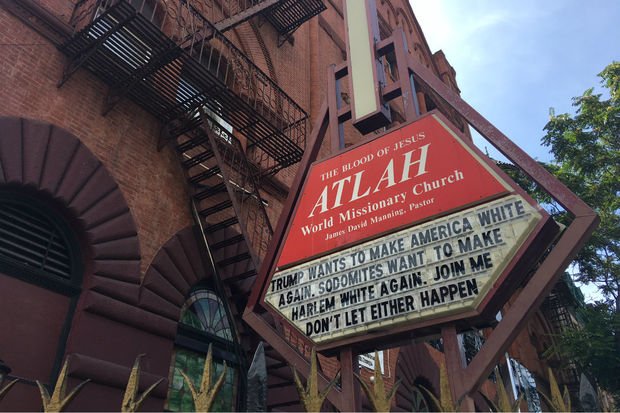 THE BLOOD OF JESUS
ATLAH
World Missionary Church
James David Manning, Pastor
TRUMP WANTS TO MAKE AMERICA WHITE
AGAIN. SODOMITES WANT TO MAKE
HARLEM WHITE AGAIN. JOIN ME
DON'T LET EITHER HAPPEN